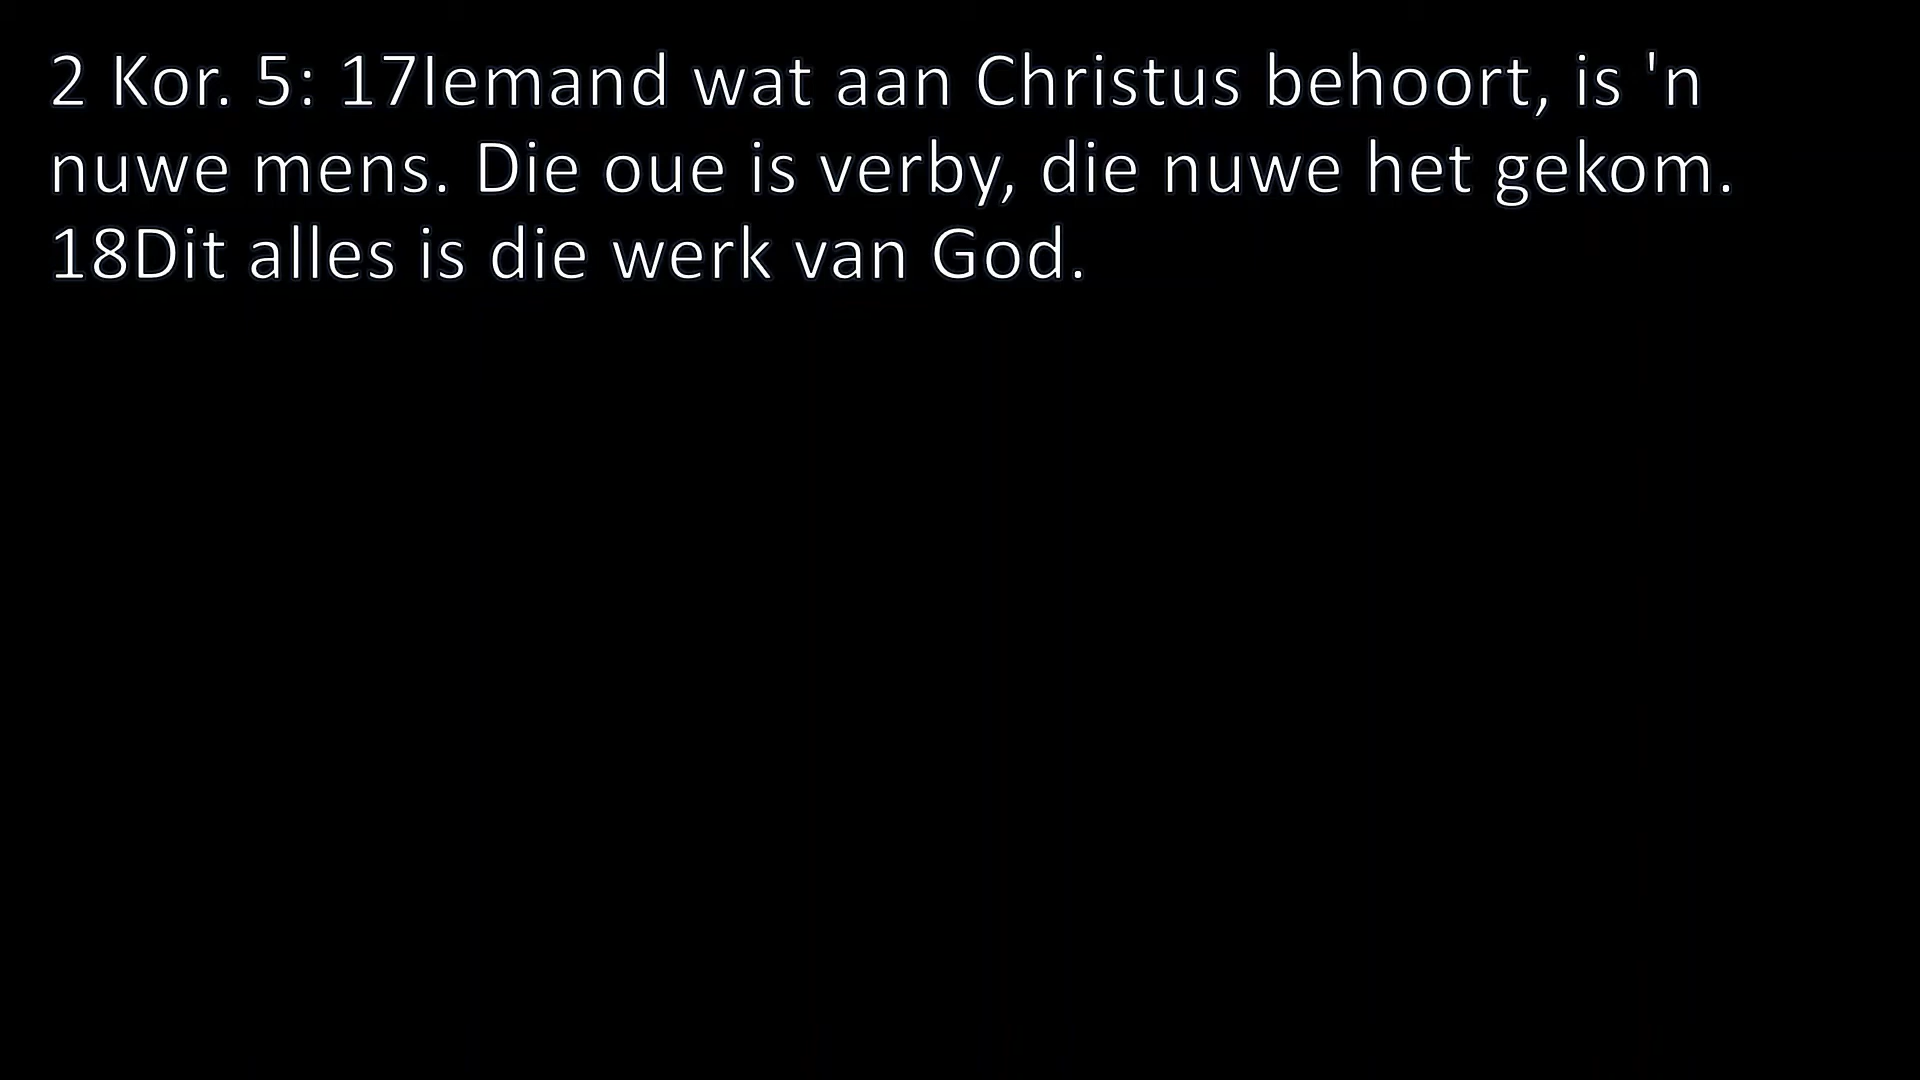 2 Kor. 5: 17Iemand wat aan Christus behoort, is 'n
nuwe mens. Die oue is verby, die nuwe het gekom.
18Dit alles is die werk van God.